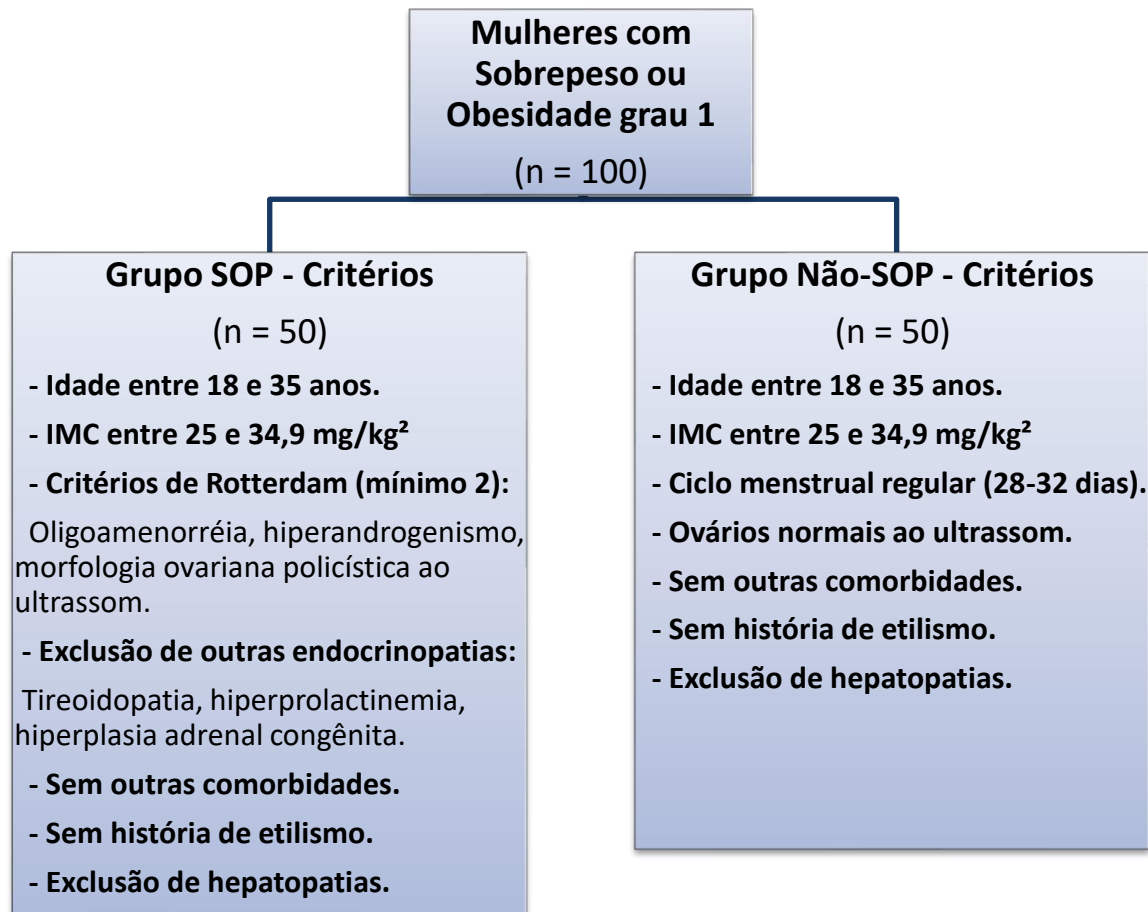 Mulheres com
Sobrepeso ou
Obesidade grau 1
(n = 100)
Grupo SOP - Critérios
(n = 50)
- Idade entre 18 e 35 anos.
- IMC entre 25 e 34,9 mg/kg²
- Critérios de Rotterdam (mínimo 2):
Oligoamenorréia, hiperandrogenismo,
morfologia ovariana policística ao
ultrassom.
- Exclusão de outras endocrinopatias:
Tireoidopatia, hiperprolactinemia,
hiperplasia adrenal congênita.
- Sem outras comorbidades.
- Sem história de etilismo.
- Exclusão de hepatopatias.
Grupo Não-SOP - Critérios
(n = 50)
- Idade entre 18 e 35 anos.
- IMC entre 25 e 34,9 mg/kg²
- Ciclo menstrual regular (28-32 dias).
- Ovários normais ao ultrassom.
- Sem outras comorbidades.
- Sem história de etilismo.
- Exclusão de hepatopatias.